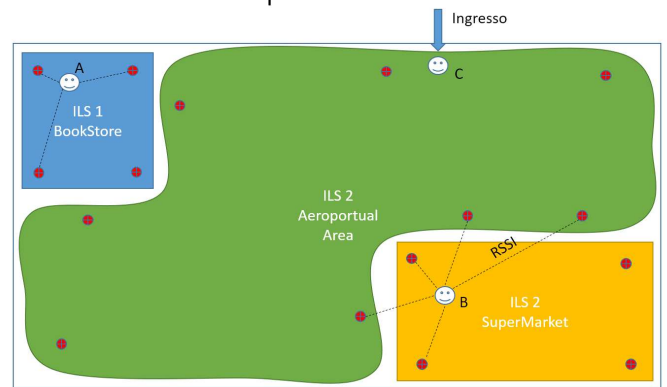 Ingresso
A
C
ILS 1
BookStore
ILS 2
Aeroportual
Area
RSSI
B
ILS 2
SuperMarket